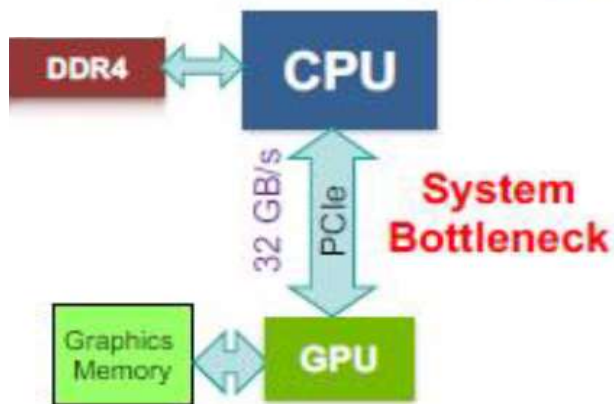 DDR4
CPU
32 GB/s
PCIe
System
Bottleneck
Graphics
Memory
GPU